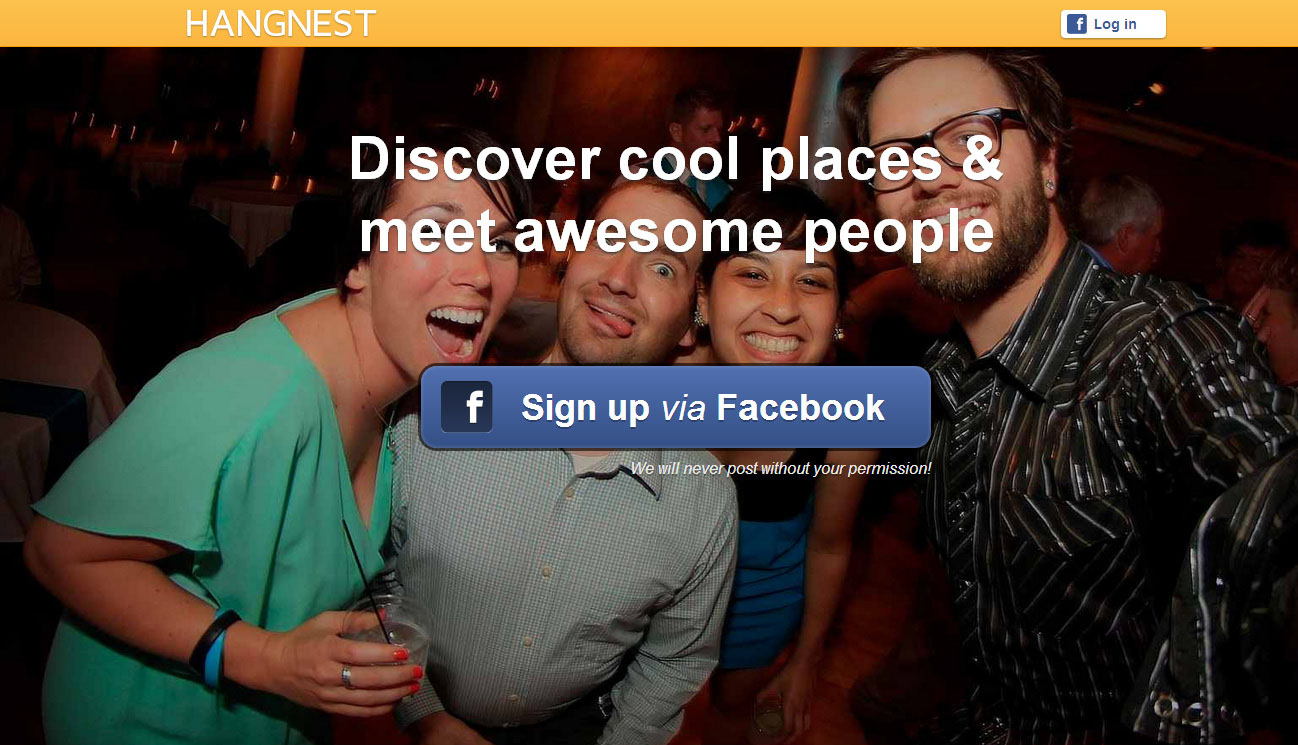 HANGNEST
f Log in
Discover cool places &
meet awesome people
f Sign up via Facebook
We will never post without your permission!